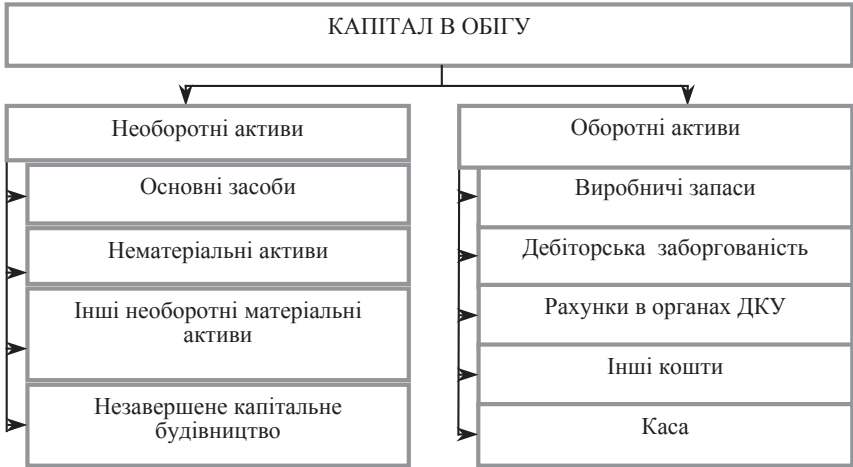 КАПІТАЛ В ОБІГУ
Необоротні активи
Основні засоби
Нематеріальні активи
Інші необоротні матеріальні
активи
Незавершене капітальне
будівництво
Оборотні активи
Виробничі запаси
Дебіторська заборгованість
Рахунки в органах ДКУ
Інші кошти
Каса